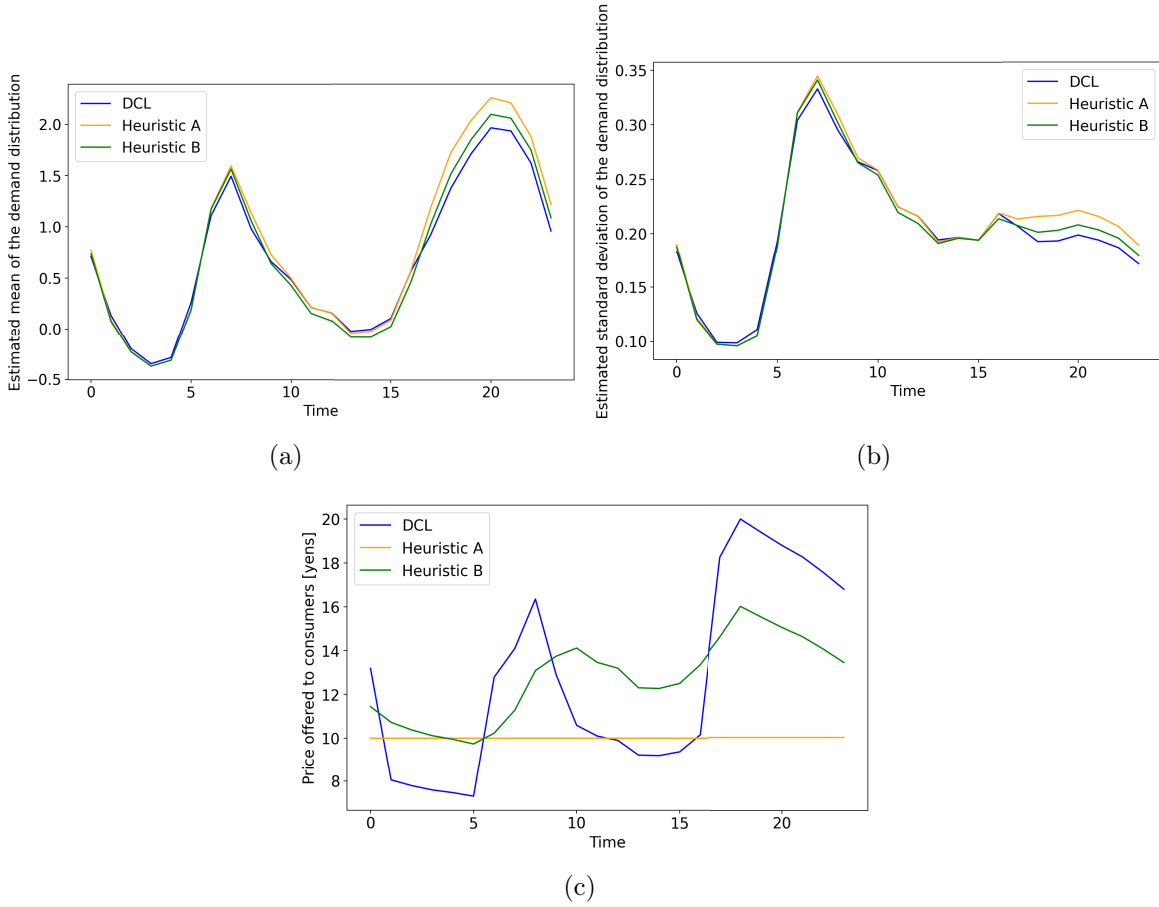 Estimated mean of the demand distribution
2.0
1.5
1.0
0.5
0.0
−0.5
DCL
Heuristic A
Heuristic B
0 5 10 15 20
Time
(a)
Estimated standard deviation of the demand distribution
0.35
0.30
0.25
0.20
0.15
0.10
DCL
Heuristic A
Heuristic B
0 5 10 15 20
Time
(b)
Price offered to consumers [yens]
20
18
16
14
12
10
8
DCL
Heuristic A
Heuristic B
0 5 10 15 20
Time
(c)